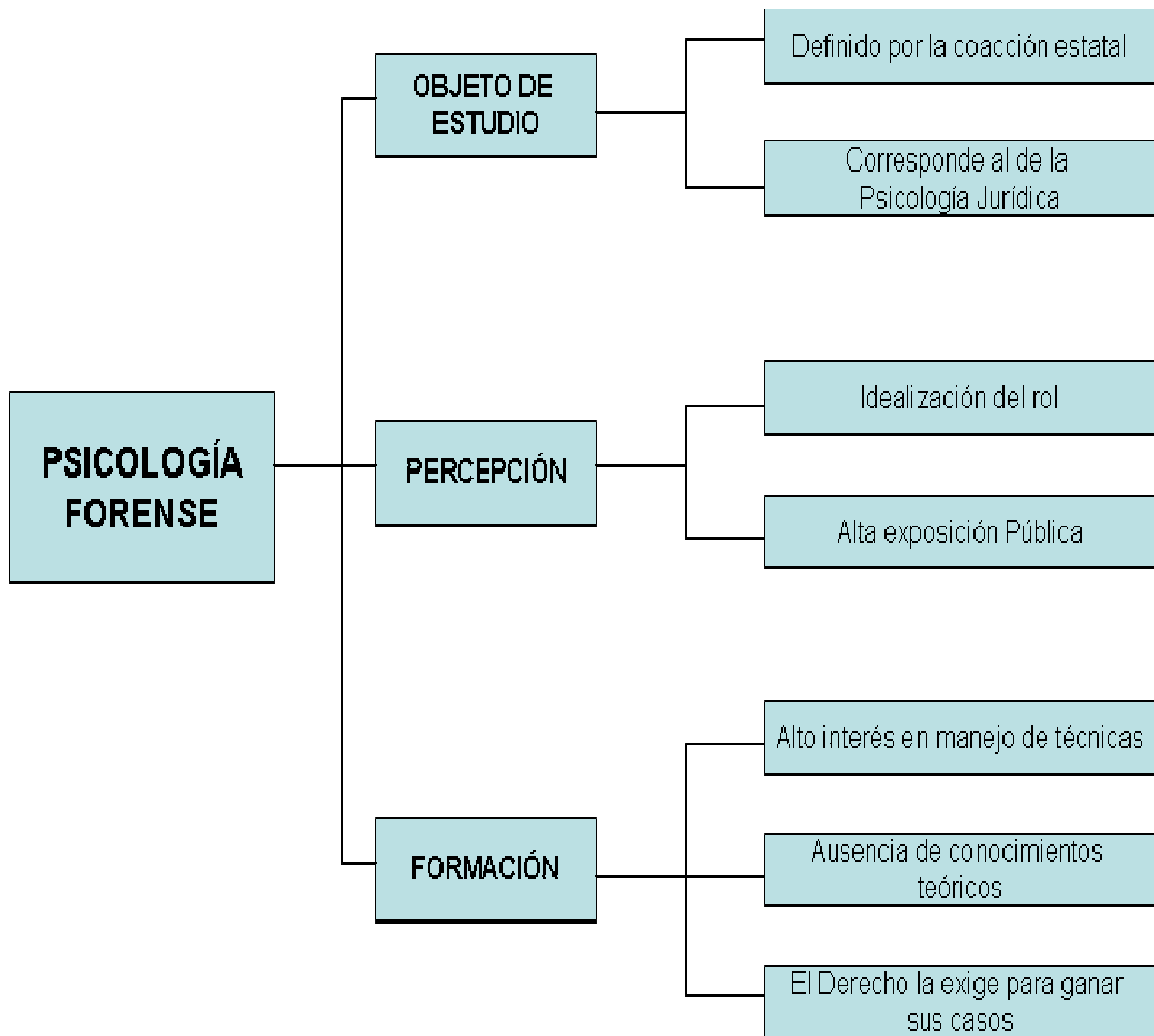 PSICOLOGÍA
FORENSE
OBJETO DE
ESTUDIO
Definido por la coacción estatal
Corresponde al de la
Psicología Jurídica
PERCEPCIÓN
Idealización del rol
Alta exposición Pública
FORMACIÓN
Alto interés en manejo de técnicas
Ausencia de conocimientos
teóricos
El Derecho la exige para ganar
sus casos